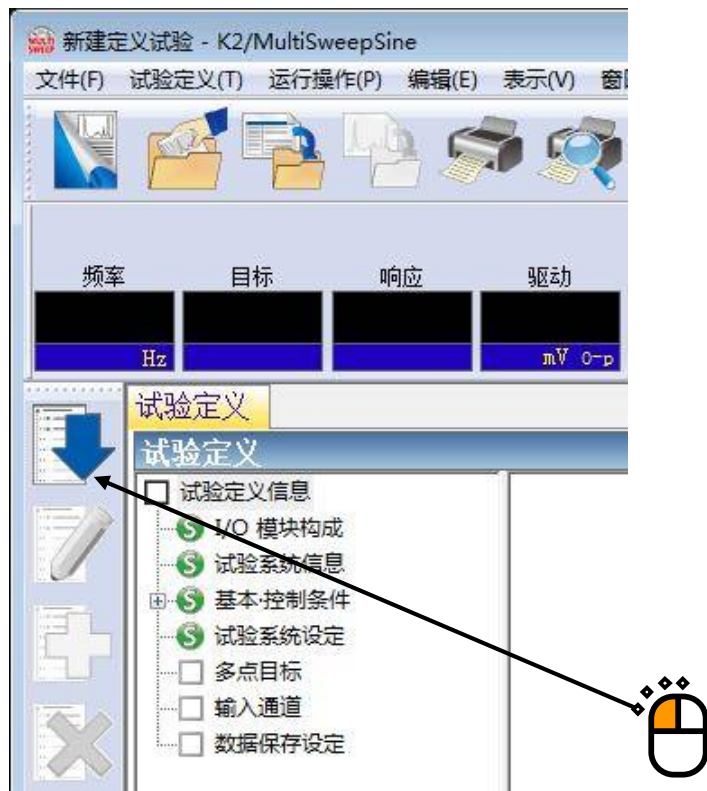 MULTI SWEEP
新建定义试验 - K2/MultiSweepSine
文件(F) 试验定义(T) 运行操作(P) 编辑(E) 表示(V)
频率 目标 响应 驱动
Hz mV 0-p
试验定义
试验定义
试验定义信息
I/O 模块构成
试验系统信息
基本·控制条件
试验系统设定
多点目标
输入通道
数据保存设定